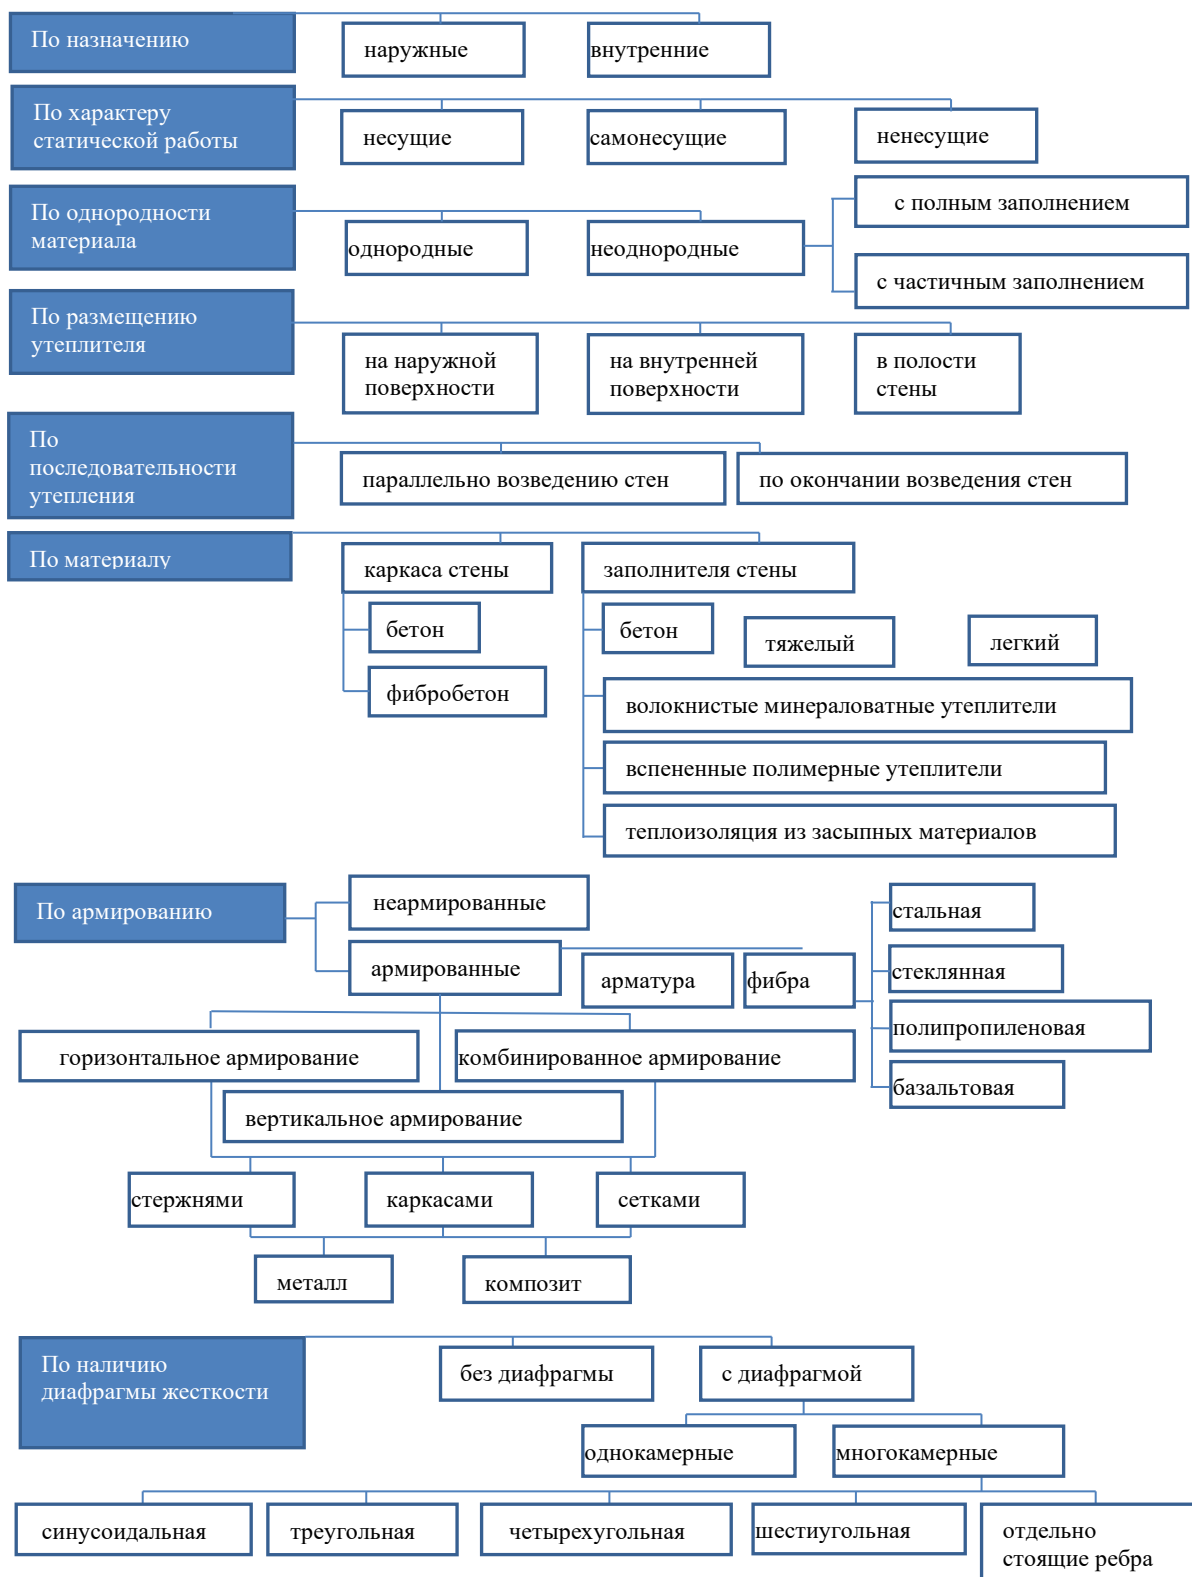 По назначению
наружные
внутренние
По характеру
статической работы
несущие
самонесущие
ненесущие
По однородности
материала
однородные
неоднородные
с полным заполнением
с частичным заполнением
По размещению
утеплителя
на наружной
поверхности
на внутренней
поверхности
в полости
стены
По
последовательности
утепления
параллельно возведению стен
по окончании возведения стен
По материалу
каркаса стены
заполнителя стены
бетон
фибробетон
бетон
тяжелый
легкий
волокнистые минераловатные утеплители
вспененные полимерные утеплители
теплоизоляция из засыпных материалов
По армированию
неармированные
армированные
арматура
фибра
стальная
стеклянная
полипропиленовая
базальтовая
горизонтальное армирование
комбинированное армирование
вертикальное армирование
стержнями
каркасами
сетками
металл
композит
По наличию
диафрагмы жесткости
без диафрагмы
с диафрагмой
однокамерные
многокамерные
синусоидальная
треугольная
четырехугольная
шестиугольная
отдельно
стоящие ребра